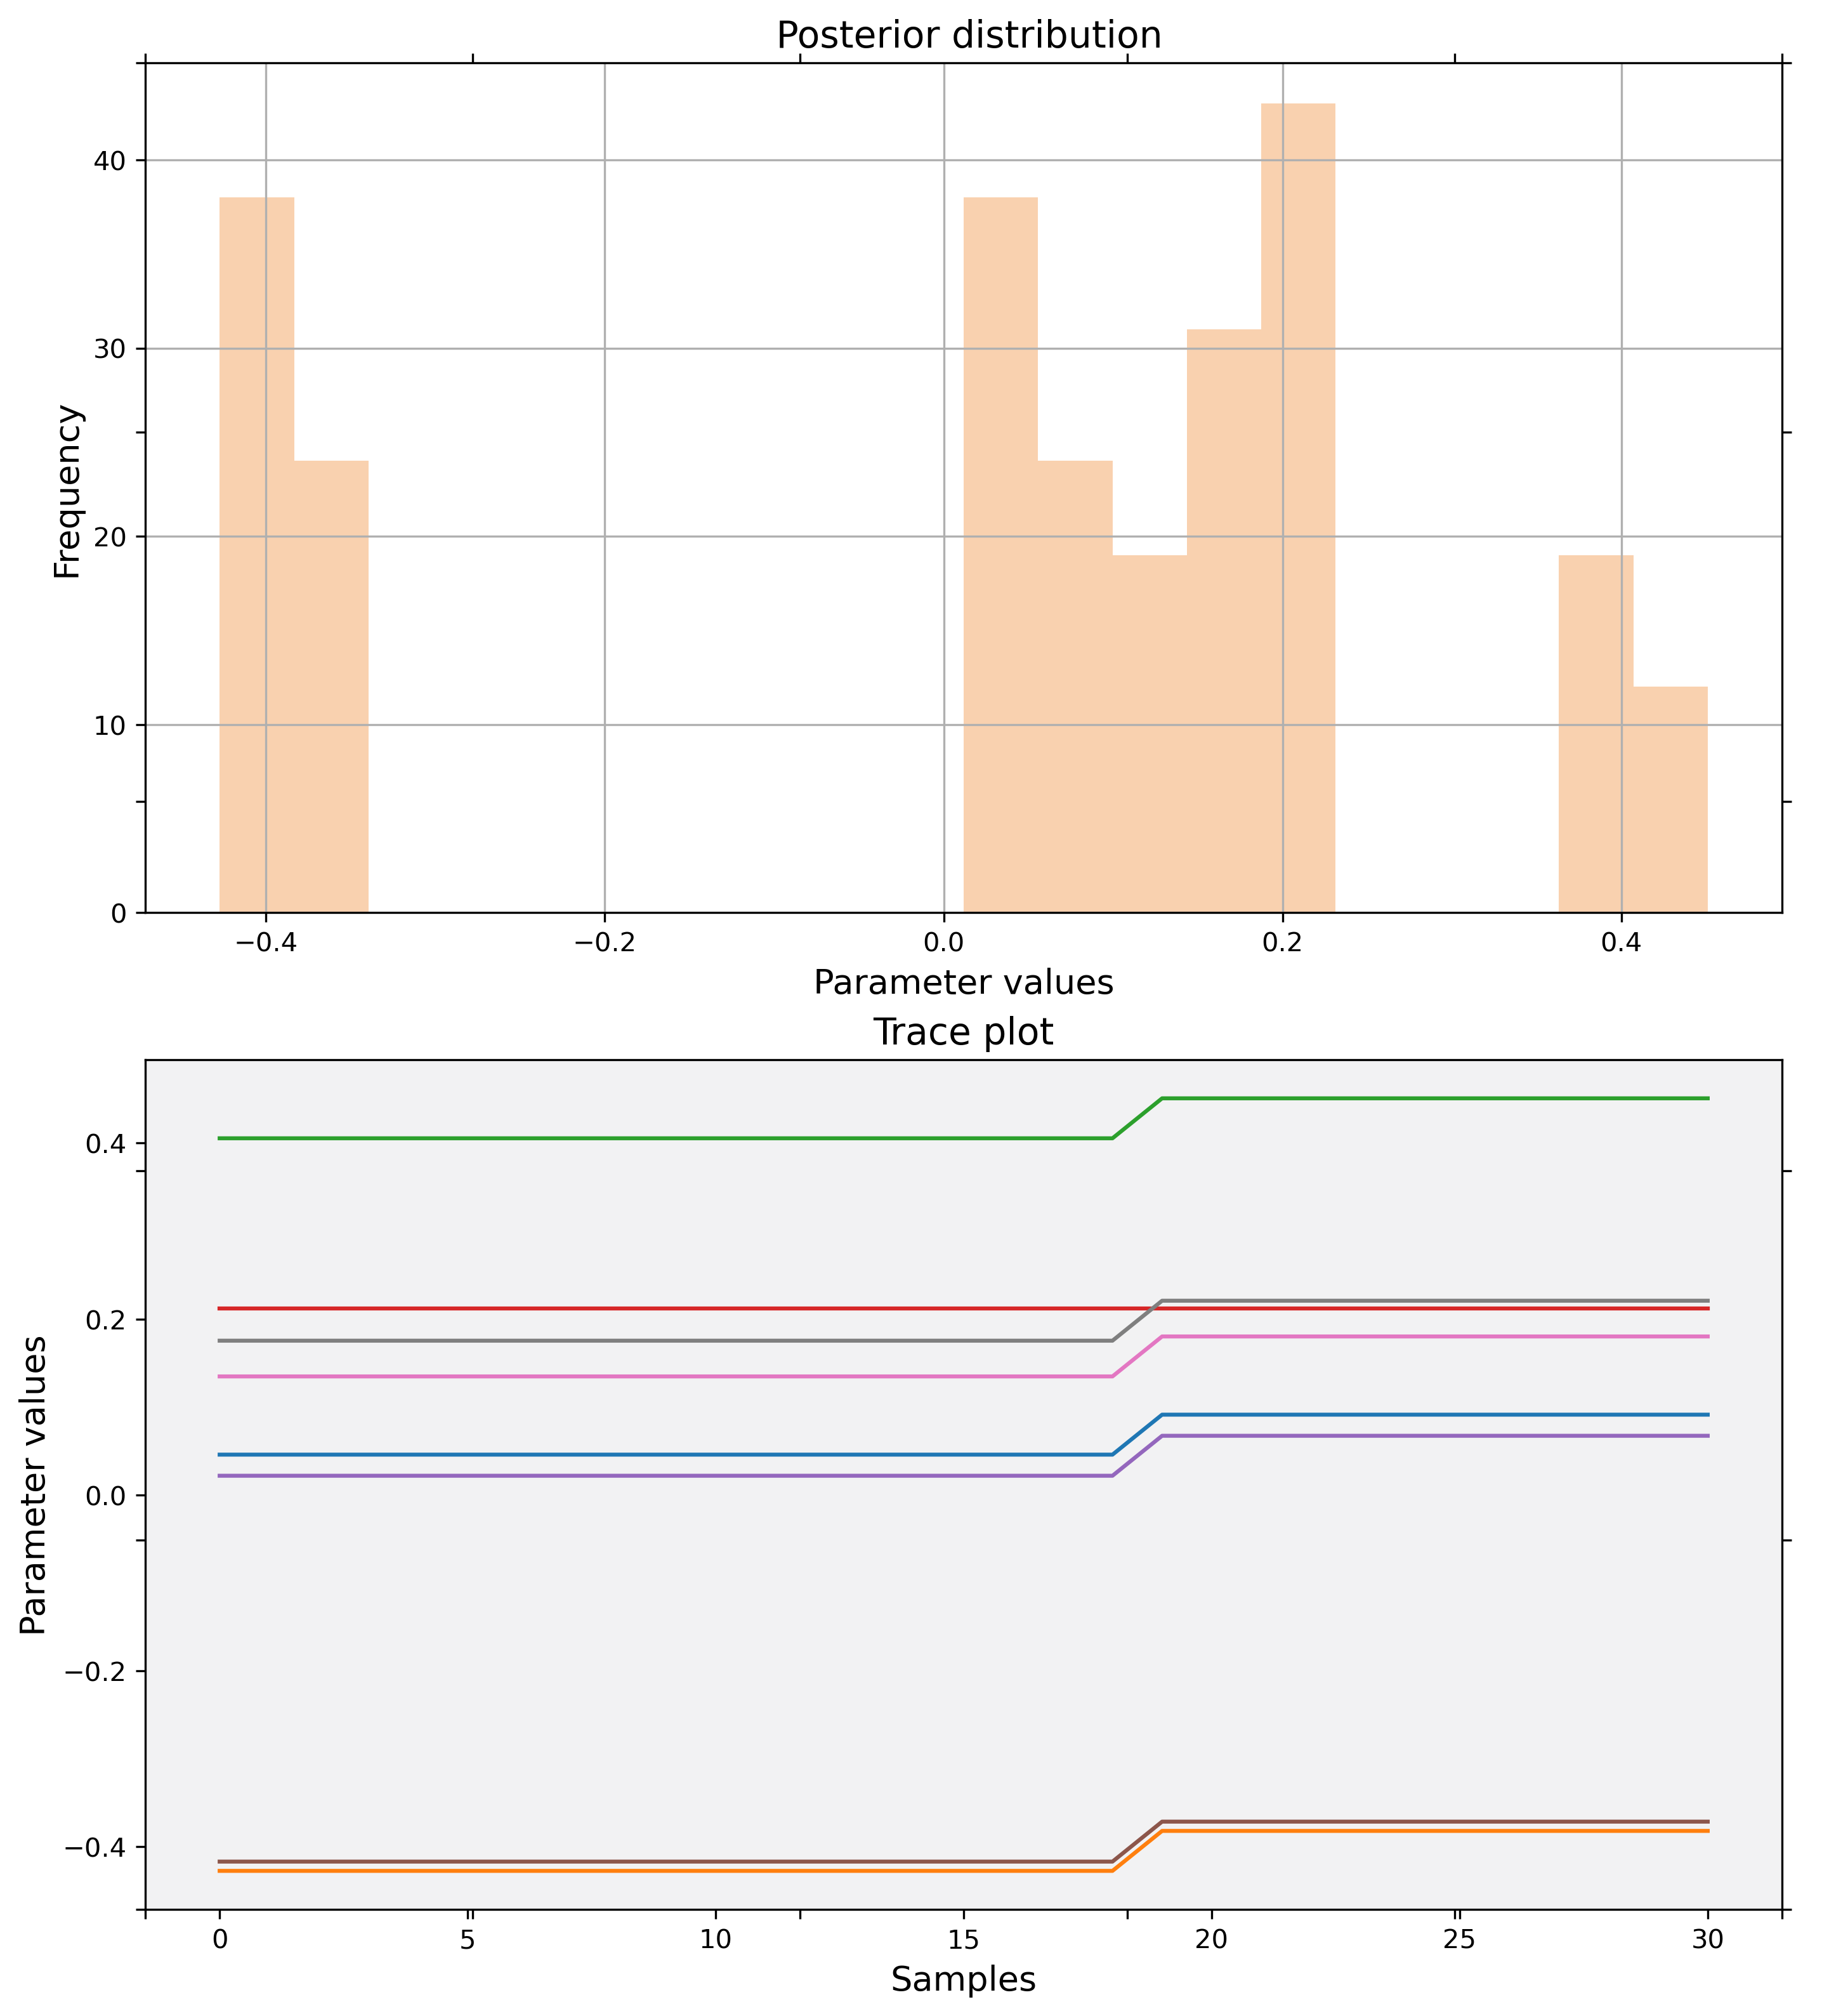 Posterior distribution
40
30
20
10
0
Frequency
−0.4 −0.2 0.0 0.2 0.4
Parameter values
Trace plot
0.4
0.2
0.0
−0.2
−0.4
Parameter values
0 5 10 15 20 25 30
Samples